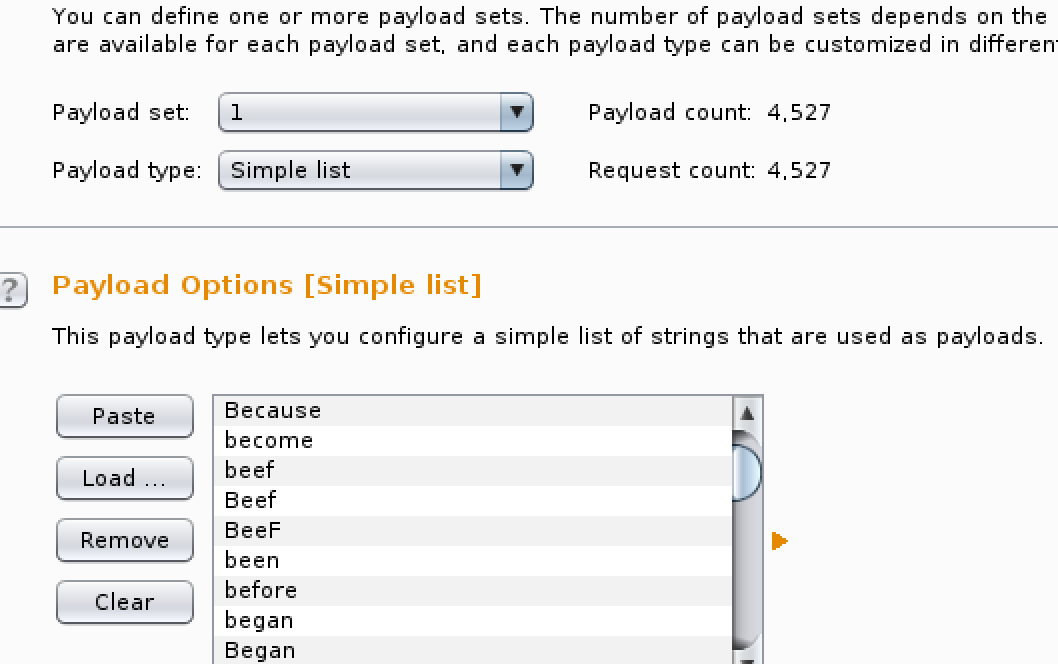 You can define one or more payload sets. The number of payload sets depends on the
are available for each payload set, and each payload type can be customized in different
Payload set: 1 Payload count: 4,527
Payload type: Simple list Request count: 4,527
? Payload Options [Simple list]
This payload type lets you configure a simple list of strings that are used as payloads.
Paste
Load ...
Remove
Clear
Because
become
beef
Beef
BeeF
been
before
began
Began